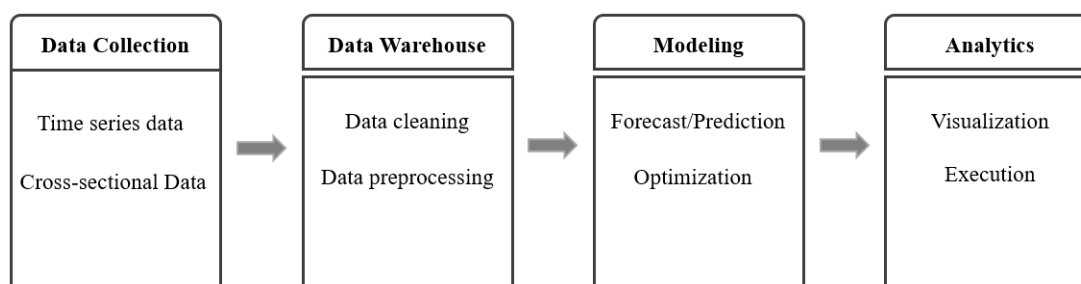 Data Collection
Time series data
Cross-sectional Data
Data Warehouse
Data cleaning
Data preprocessing
Modeling
Forecast/Prediction
Optimization
Analytics
Visualization
Execution